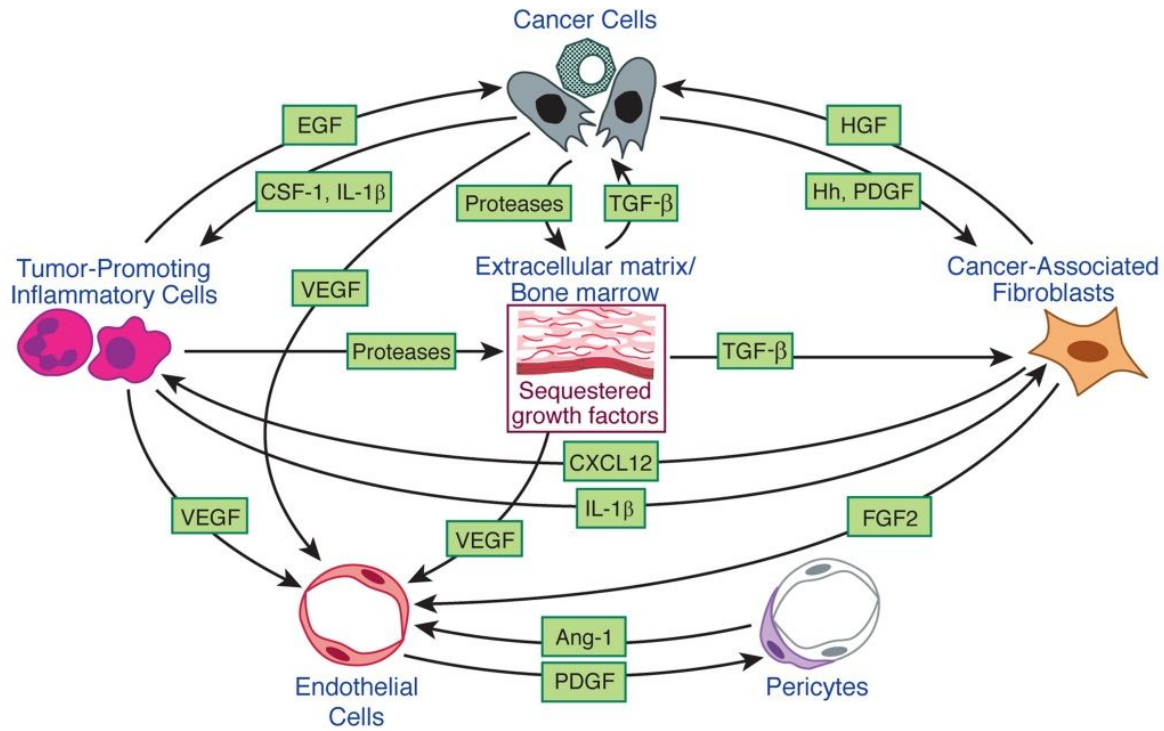 Cancer Cells
EGF
HGF
CSF-1, IL-1β
Proteases
TGF-β
Hh, PDGF
Tumor-Promoting
Inflammatory Cells
Extracellular matrix/
Bone marrow
Cancer-Associated
Fibroblasts
VEGF
Proteases
TGF-β
Sequestered
growth factors
CXCL12
IL-1β
VEGF
FGF2
VEGF
Ang-1
PDGF
Endothelial
Cells
Pericytes